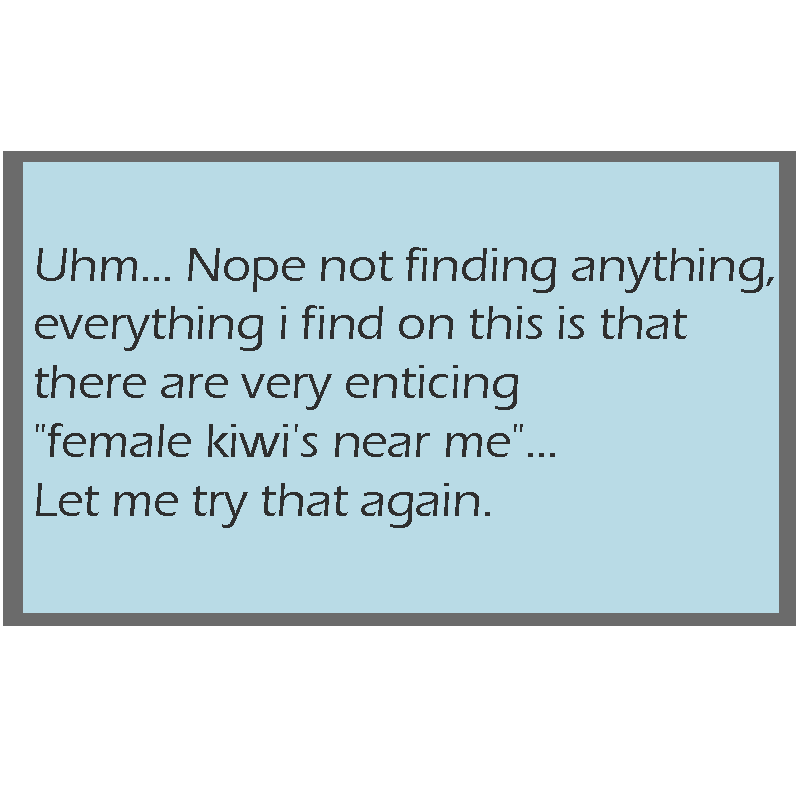 Uhm... Nope not finding anything,
everything i find on this is that
there are very enticing
"female kiwi's near me"...
Let me try that again.